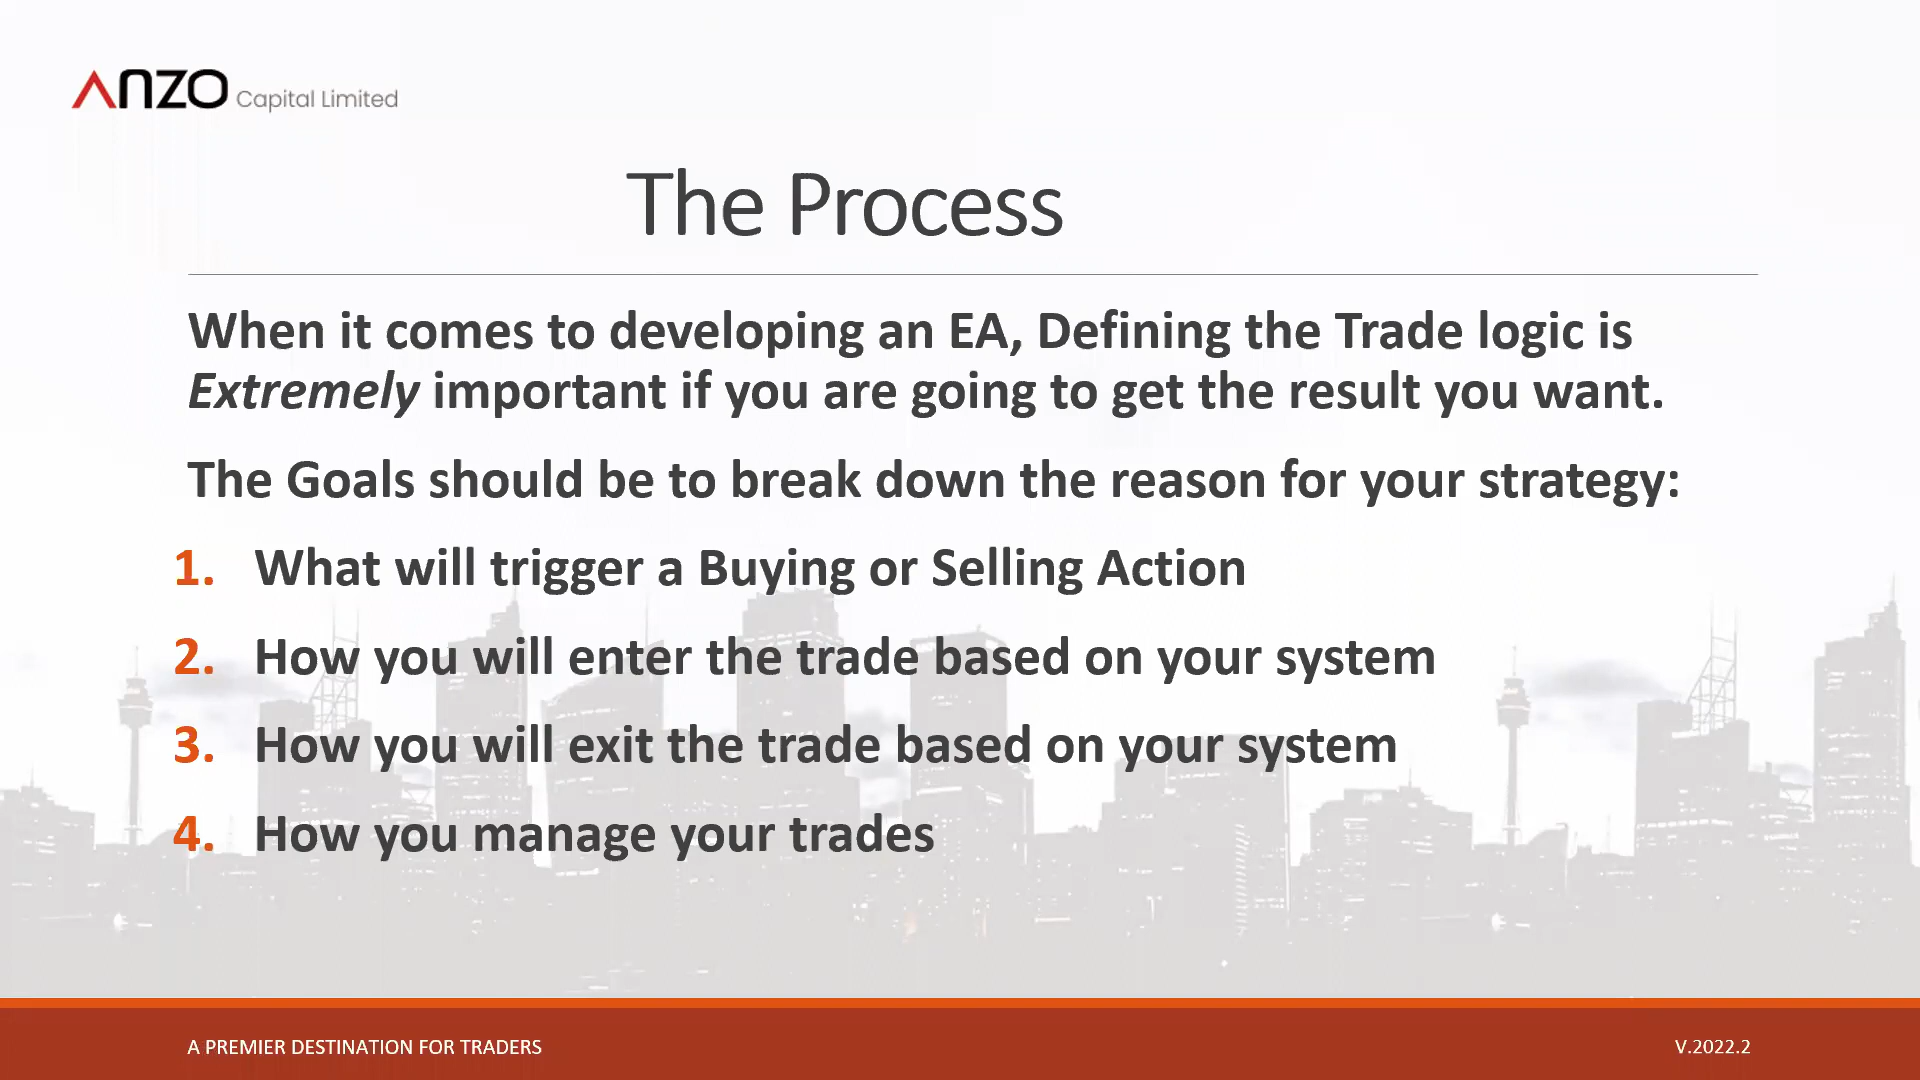 ANZO Capital Limited
The Process
When it comes to developing an EA, Defining the Trade logic is
Extremely important if you are going to get the result you want.
The Goals should be to break down the reason for your strategy:
1. What will trigger a Buying or Selling Action
2. How you will enter the trade based on your system
3. How you will exit the trade based on your system
4. How you manage your trades
A PREMIER DESTINATION FOR TRADERS
V.2022.2